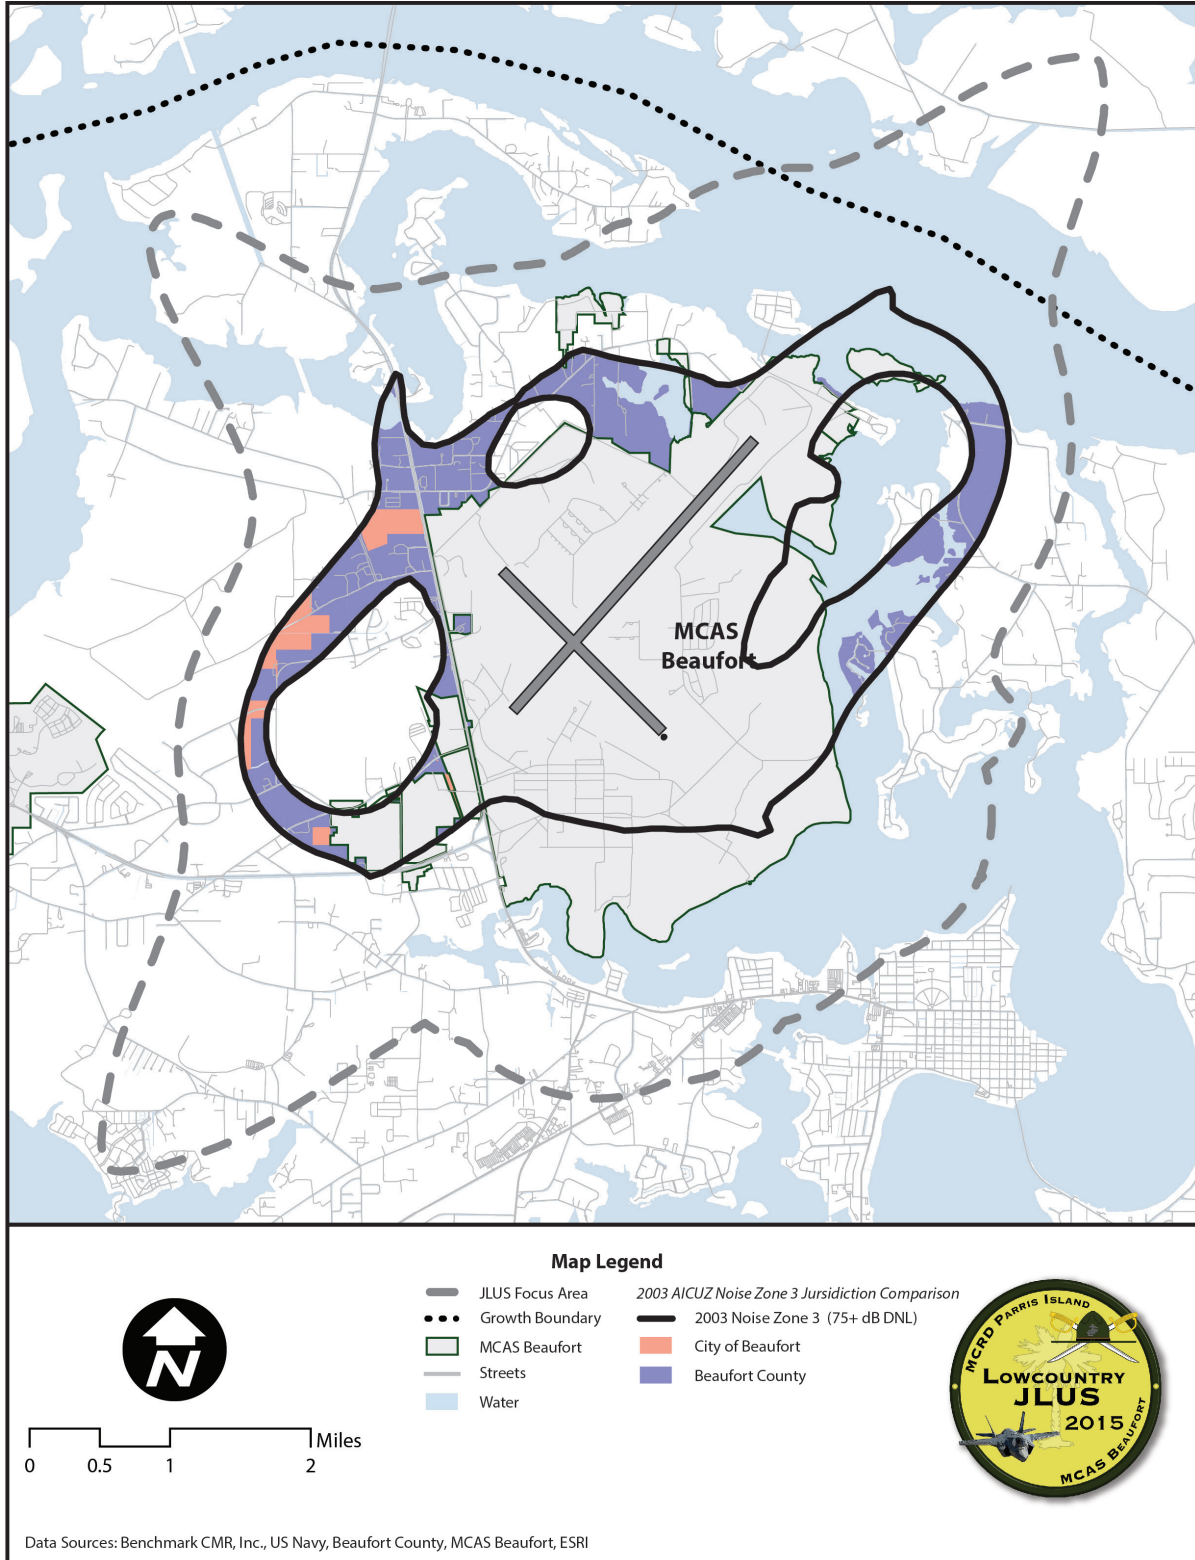 MCAS
Beaufort
Map Legend
JLUS Focus Area
Growth Boundary
MCAS Beaufort
Streets
Water
2003 AICUZ Noise Zone 3 Jursidiction Comparison
2003 Noise Zone 3 (75+ dB DNL)
City of Beaufort
Beaufort County
N
Miles
0 0.5 1 2
MCRD PARRIS ISLAND
LOWCOUNTRY
JLUS
2015
MCAS BEAUFORT
Data Sources: Benchmark CMR, Inc., US Navy, Beaufort County, MCAS Beaufort, ESRI